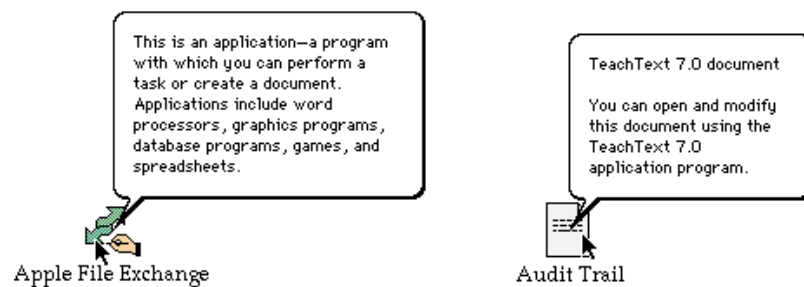 This is an application—a program
with which you can perform a
task or create a document.
Applications include word
processors, graphics programs,
database programs, games, and
spreadsheets.
Apple File Exchange
TeachText 7.0 document
You can open and modify
this document using the
TeachText 7.0
application program.
Audit Trail